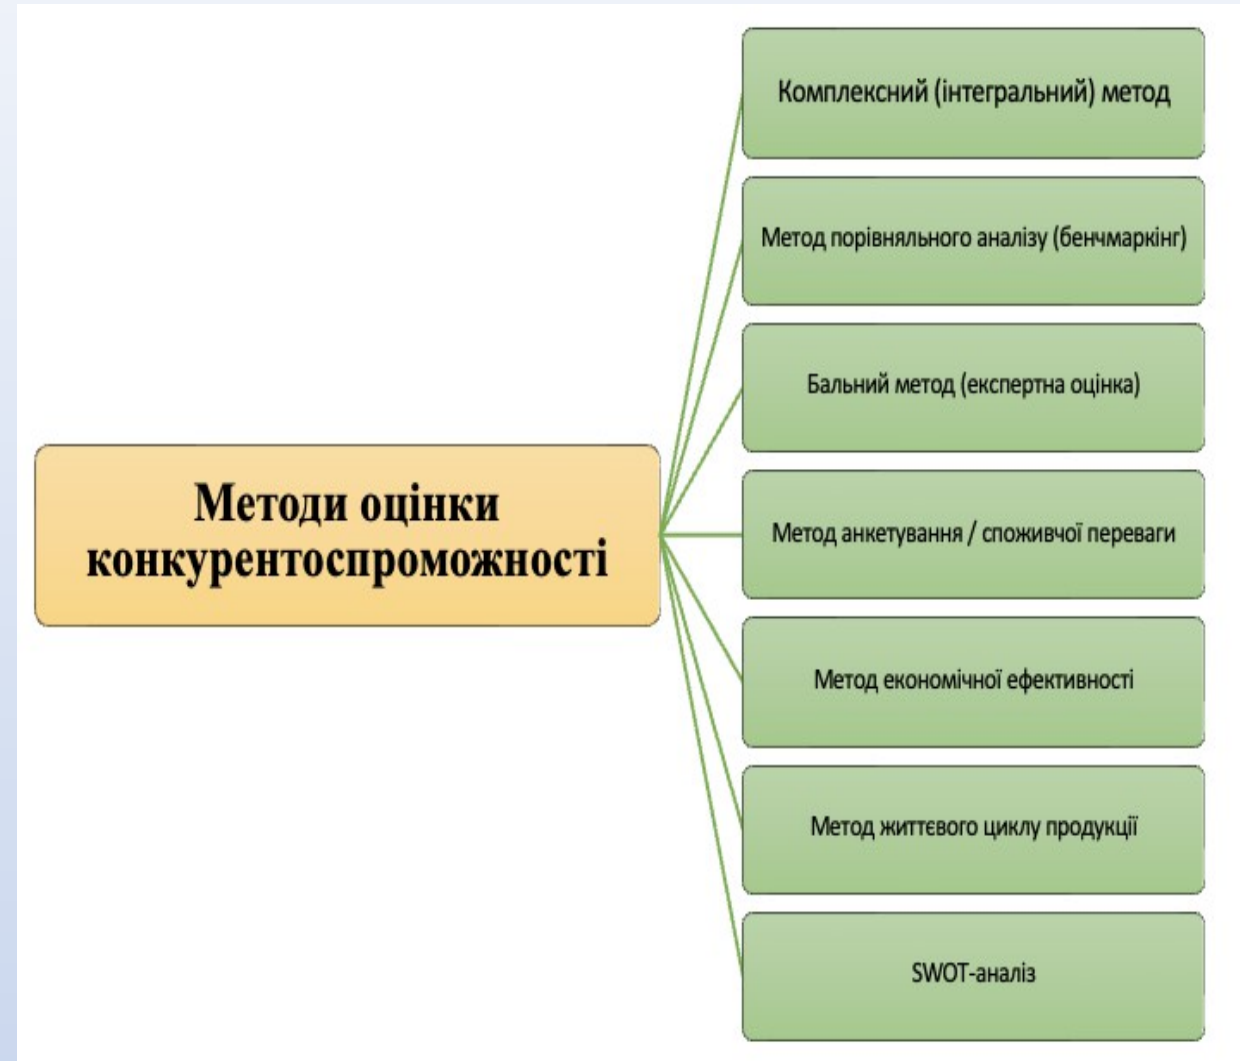 Комплексний (інтегральний) метод
Метод порівняльного аналізу (бенчмаркінг)
Бальний метод (експертна оцінка)
Методи оцінки
конкурентоспроможності
Метод анкетування / споживчої переваги
Метод економічної ефективності
Метод життєвого циклу продукції
SWOT-аналіз